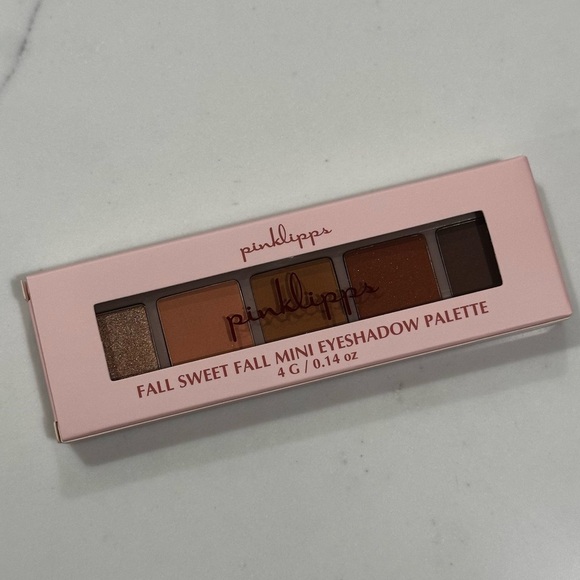 pinklipps
pinklipps
FALL SWEET FALL MINI EYESHADOW PALETTE
4 G / 0.14 oz